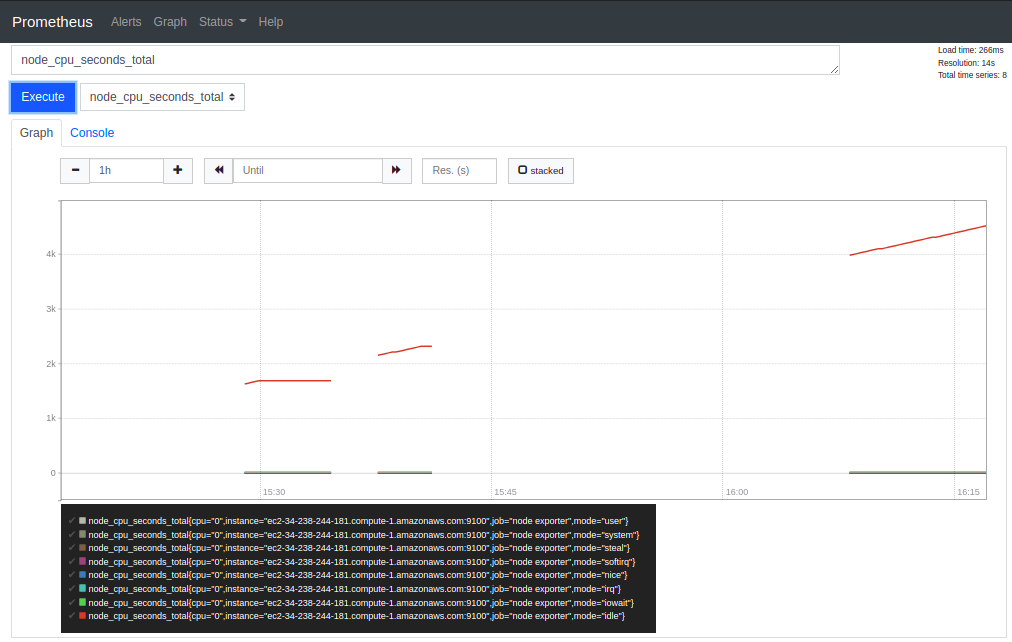 Prometheus Alerts Graph Status Help
node_cpu_seconds_total
Load time: 266ms
Resolution: 14s
Total time series: 8
Execute node_cpu_seconds_total
Graph Console
1h Until Res. (s) stacked
4k
3k
2k
1k
0
15:30 15:45 16:00 16:15
node_cpu_seconds_total{cpu="0",instance="ec2-34-238-244-181.compute-1.amazonaws.com:9100",job="node exporter",mode="user"}
node_cpu_seconds_total{cpu="0",instance="ec2-34-238-244-181.compute-1.amazonaws.com:9100",job="node exporter",mode="system"}
node_cpu_seconds_total{cpu="0",instance="ec2-34-238-244-181.compute-1.amazonaws.com:9100",job="node exporter",mode="steal"}
node_cpu_seconds_total{cpu="0",instance="ec2-34-238-244-181.compute-1.amazonaws.com:9100",job="node exporter",mode="softirq"}
node_cpu_seconds_total{cpu="0",instance="ec2-34-238-244-181.compute-1.amazonaws.com:9100",job="node exporter",mode="nice"}
node_cpu_seconds_total{cpu="0",instance="ec2-34-238-244-181.compute-1.amazonaws.com:9100",job="node exporter",mode="irq"}
node_cpu_seconds_total{cpu="0",instance="ec2-34-238-244-181.compute-1.amazonaws.com:9100",job="node exporter",mode="iowait"}
node_cpu_seconds_total{cpu="0",instance="ec2-34-238-244-181.compute-1.amazonaws.com:9100",job="node exporter",mode="idle"}